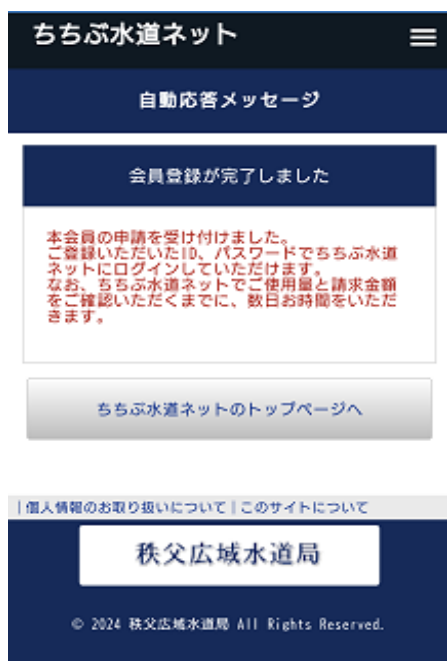 ちちぶ水道ネット
自動応答メッセージ
会員登録が完了しました
本会員の申請を受け付けました。
ご登録いただいたID、パスワードでちちぶ水道
ネットにログインしていただけます。
なお、ちちぶ水道ネットでご使用量と請求金額
をご確認いただくまでに、数日お時間をいただ
きます。
ちちぶ水道ネットのトップページへ
|個人情報のお取り扱いについて|このサイトについて
秩父広域水道局
© 2024 秩父広域水道局 All Rights Reserved.